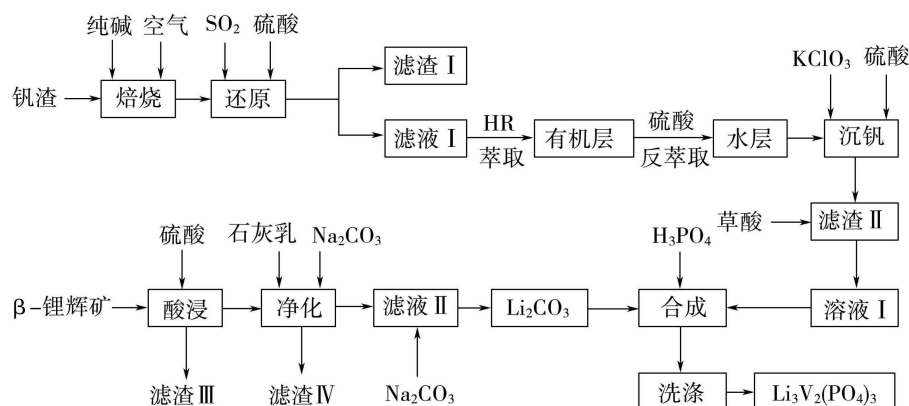 纯碱 空气 SO₂ 硫酸
钒渣 焙烧 还原 滤渣Ⅰ KClO₃ 硫酸
滤液Ⅰ HR 萃取 有机层 硫酸 反萃取 水层 沉钒
硫酸 石灰乳 Na₂CO₃ H₃PO₄ 草酸 滤渣Ⅱ
β-锂辉矿 酸浸 净化 滤液Ⅱ Li₂CO₃ 合成 溶液Ⅰ
滤渣Ⅲ 滤渣Ⅳ Na₂CO₃ 洗涤 Li₃V₂(PO₄)₃